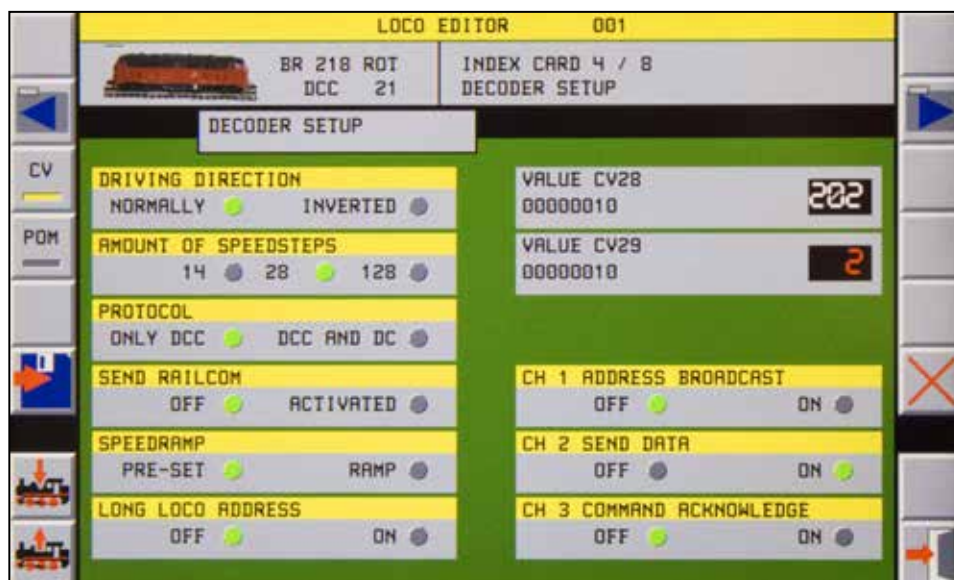 LOCO EDITOR 001
BR 218 ROT
DCC 21
INDEX CARD 4 / 8
DECODER SETUP
DECODER SETUP
CV
POM
DRIVING DIRECTION
NORMALLY INVERTED
AMOUNT OF SPEEDSTEPS
14 28 128
PROTOCOL
ONLY DCC DCC AND DC
SEND RAILCOM
OFF ACTIVATED
SPEEDRAMP
PRE-SET RAMP
LONG LOCO ADDRESS
OFF ON
VALUE CV28
00000010
202
VALUE CV29
00000010
2
CH 1 ADDRESS BROADCAST
OFF ON
CH 2 SEND DATA
OFF ON
CH 3 COMMAND ACKNOWLEDGE
OFF ON